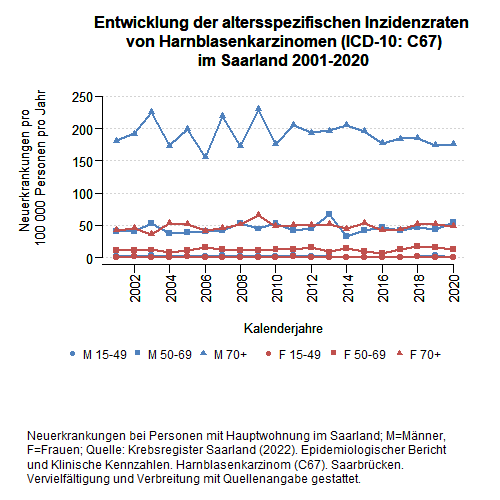 Entwicklung der altersspezifischen Inzidenzraten
von Harnblasenkarzinomen (ICD-10: C67)
im Saarland 2001-2020
Neuerkrankungen pro
100 000 Personen pro Jahr
250
200
150
100
50
0
2002 2004 2006 2008 2010 2012 2014 2016 2018 2020
Kalenderjahre
M 15-49 M 50-69 M 70+ F 15-49 F 50-69 F 70+
Neuerkrankungen bei Personen mit Hauptwohnung im Saarland; M=Männer,
F=Frauen; Quelle: Krebsregister Saarland (2022). Epidemiologischer Bericht
und Klinische Kennzahlen. Harnblasenkarzinom (C67). Saarbrücken.
Vervielfältigung und Verbreitung mit Quellenangabe gestattet.